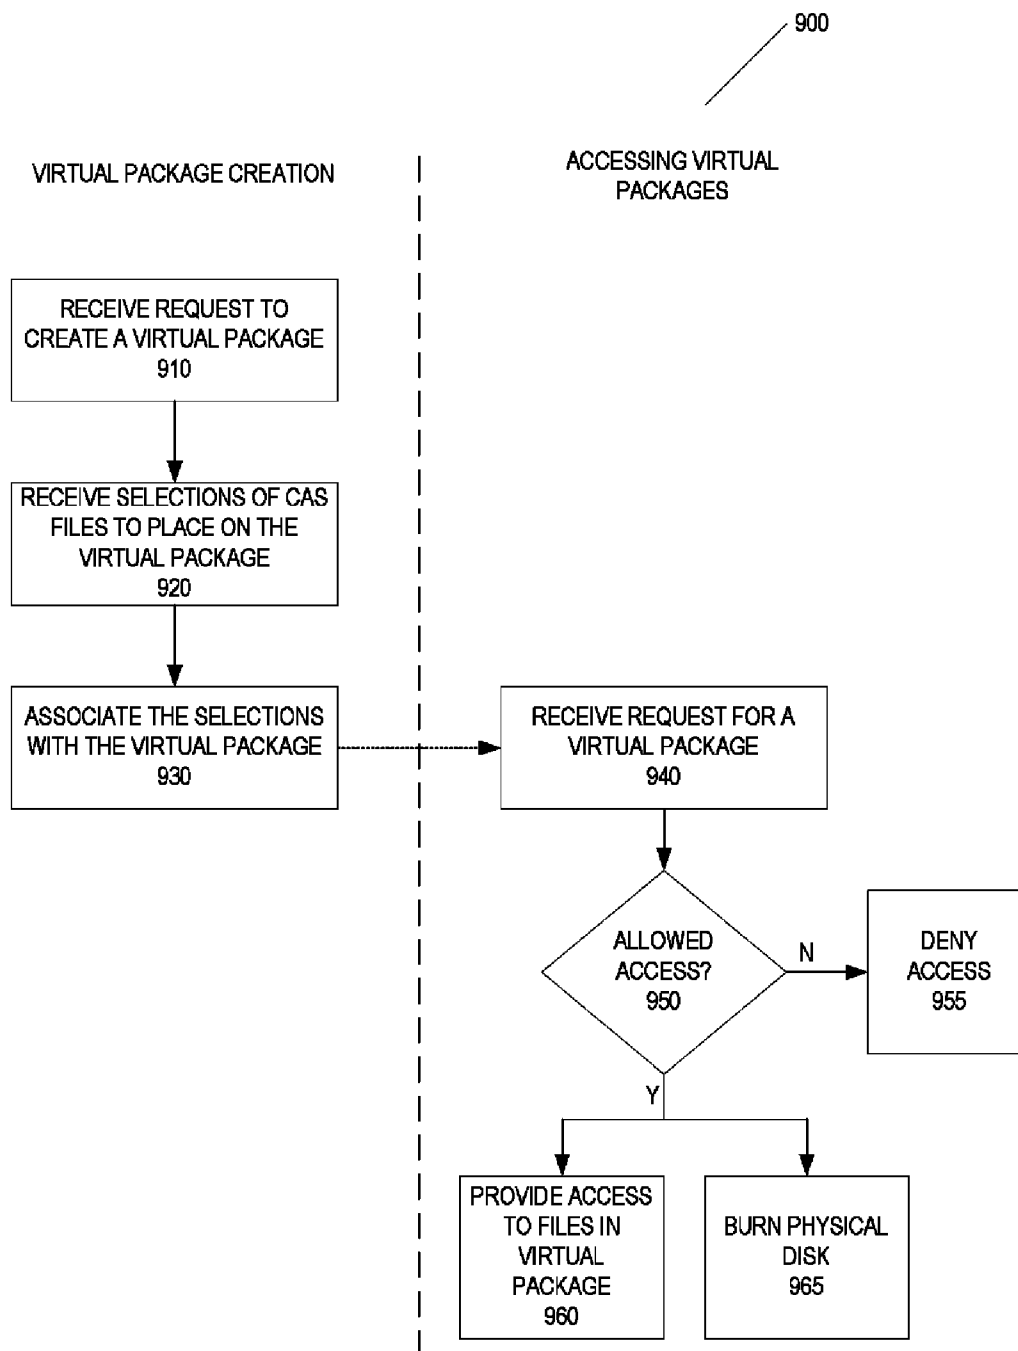 900
VIRTUAL PACKAGE CREATION
ACCESSING VIRTUAL
PACKAGES
RECEIVE REQUEST TO
CREATE A VIRTUAL PACKAGE
910
RECEIVE SELECTIONS OF CAS
FILES TO PLACE ON THE
VIRTUAL PACKAGE
920
ASSOCIATE THE SELECTIONS
WITH THE VIRTUAL PACKAGE
930
RECEIVE REQUEST FOR A
VIRTUAL PACKAGE
940
ALLOWED
ACCESS?
950
N
DENY
ACCESS
955
Y
PROVIDE ACCESS
TO FILES IN
VIRTUAL
PACKAGE
960
BURN PHYSICAL
DISK
965